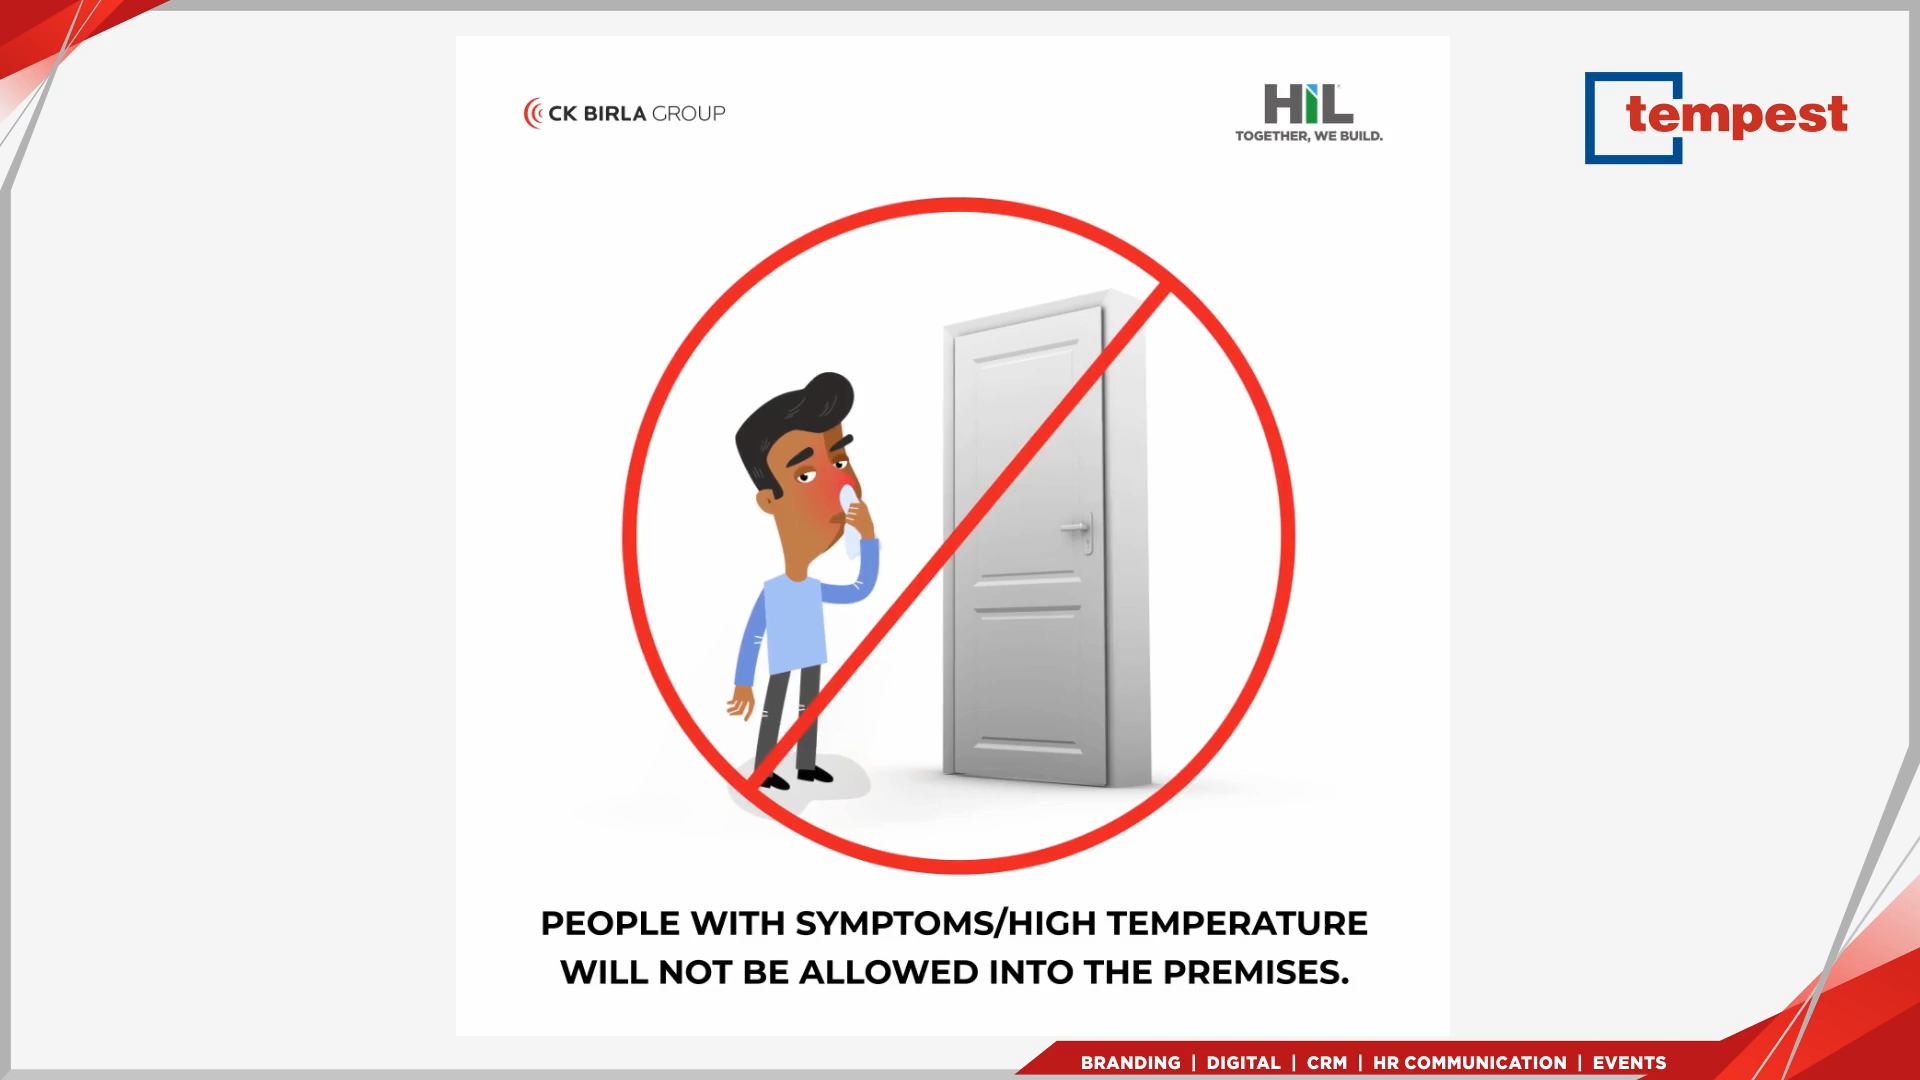 CK BIRLA GROUP
HIL
TOGETHER, WE BUILD.
tempest
PEOPLE WITH SYMPTOMS/HIGH TEMPERATURE
WILL NOT BE ALLOWED INTO THE PREMISES.
BRANDING | DIGITAL | CRM | HR COMMUNICATION | EVENTS